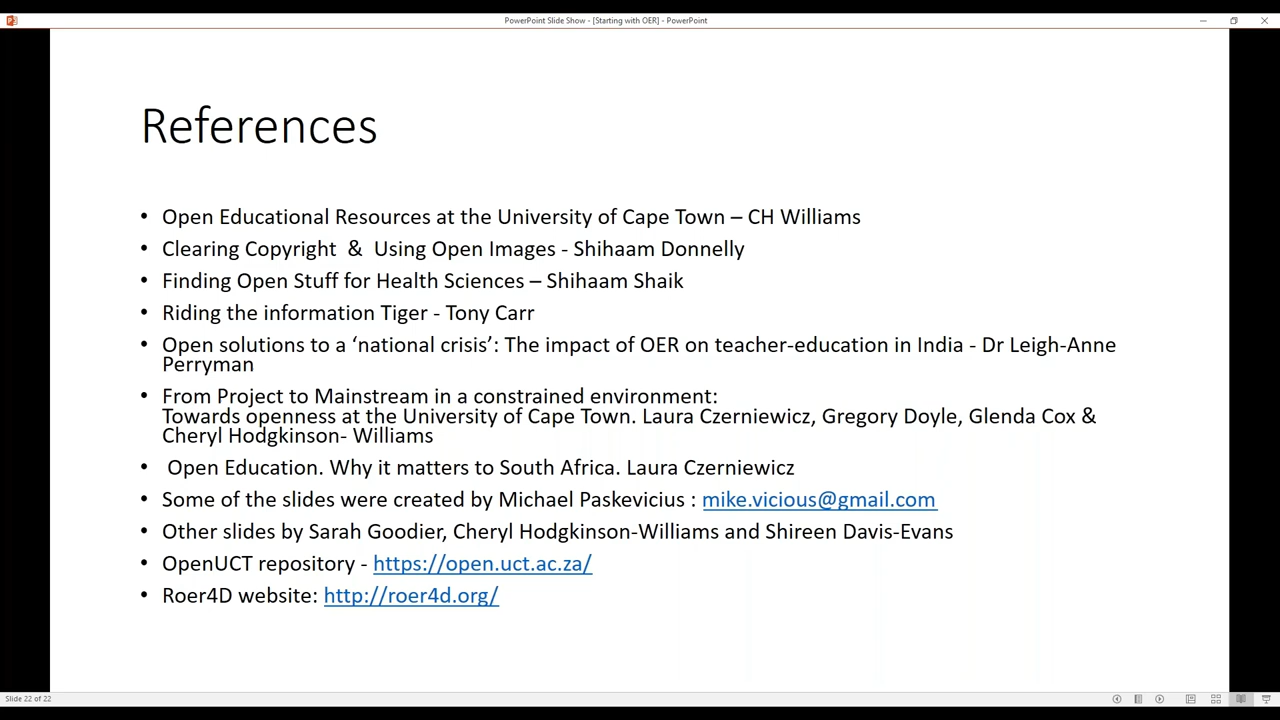 PowerPoint Slide Show - [Starting with OER] - PowerPoint
References
• Open Educational Resources at the University of Cape Town – CH Williams
• Clearing Copyright & Using Open Images - Shihaam Donnelly
• Finding Open Stuff for Health Sciences – Shihaam Shaik
• Riding the information Tiger - Tony Carr
• Open solutions to a ‘national crisis’: The impact of OER on teacher-education in India - Dr Leigh-Anne
Perryman
• From Project to Mainstream in a constrained environment:
Towards openness at the University of Cape Town. Laura Czerniewicz, Gregory Doyle, Glenda Cox &
Cheryl Hodgkinson- Williams
• Open Education. Why it matters to South Africa. Laura Czerniewicz
• Some of the slides were created by Michael Paskevicius : mike.vicious@gmail.com
• Other slides by Sarah Goodier, Cheryl Hodgkinson-Williams and Shireen Davis-Evans
• OpenUCT repository - https://open.uct.ac.za/
• Roer4D website: http://roer4d.org/
Slide 22 of 22